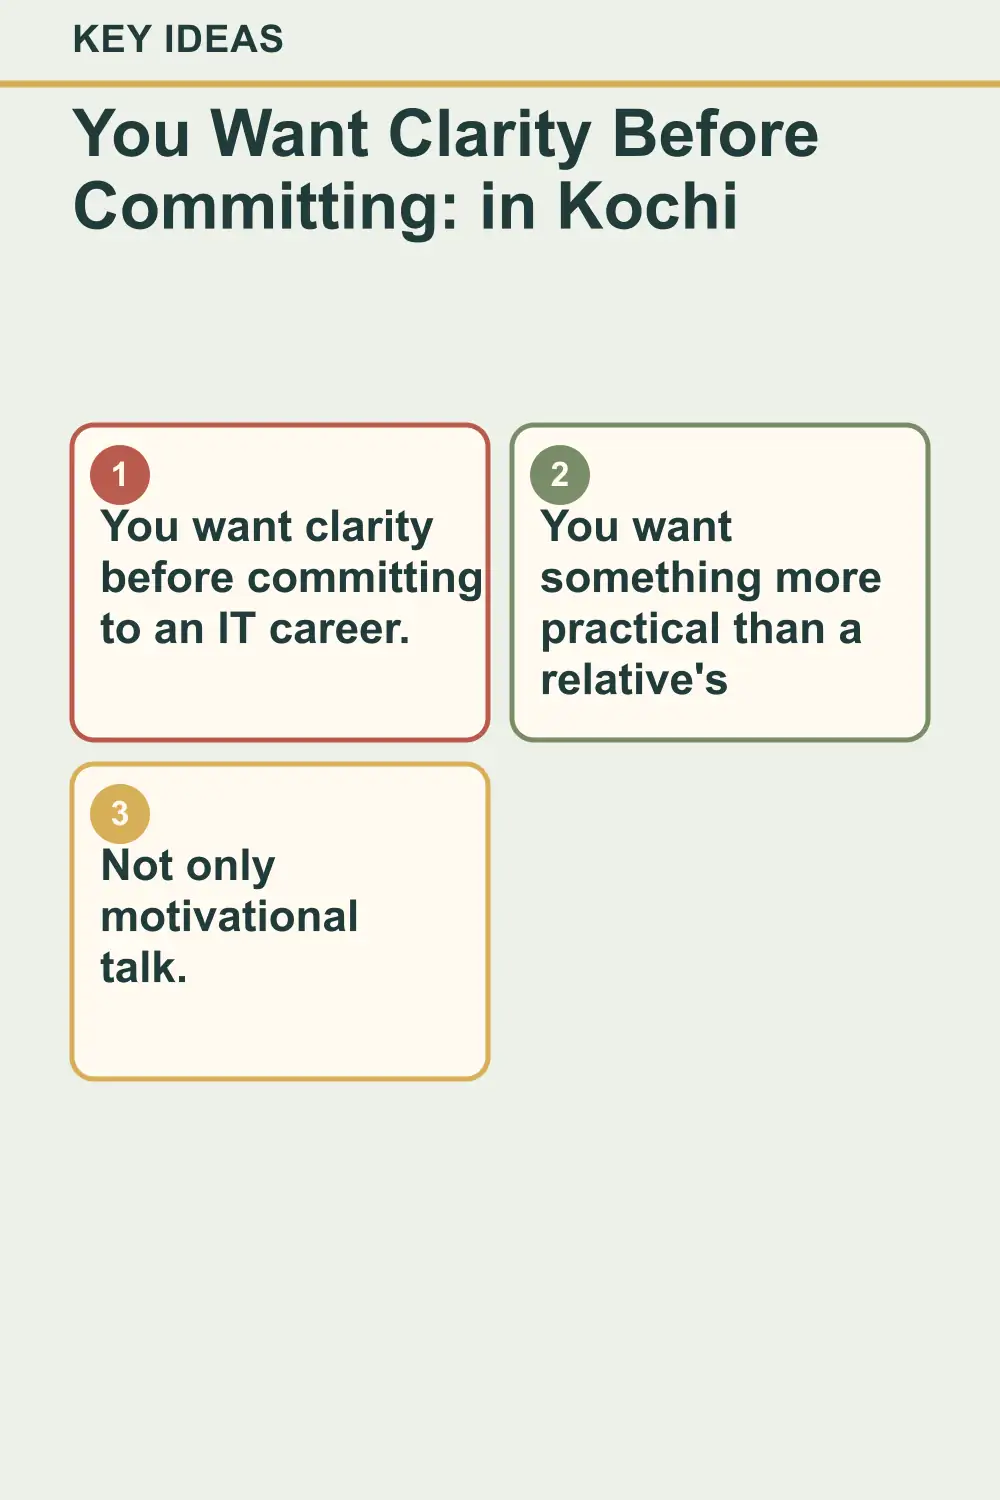 KEY IDEAS
You Want Clarity Before
Committing: in Kochi
1
You want clarity
before committing
to an IT career.
2
You want
something more
practical than a
relative's
3
Not only
motivational
talk.